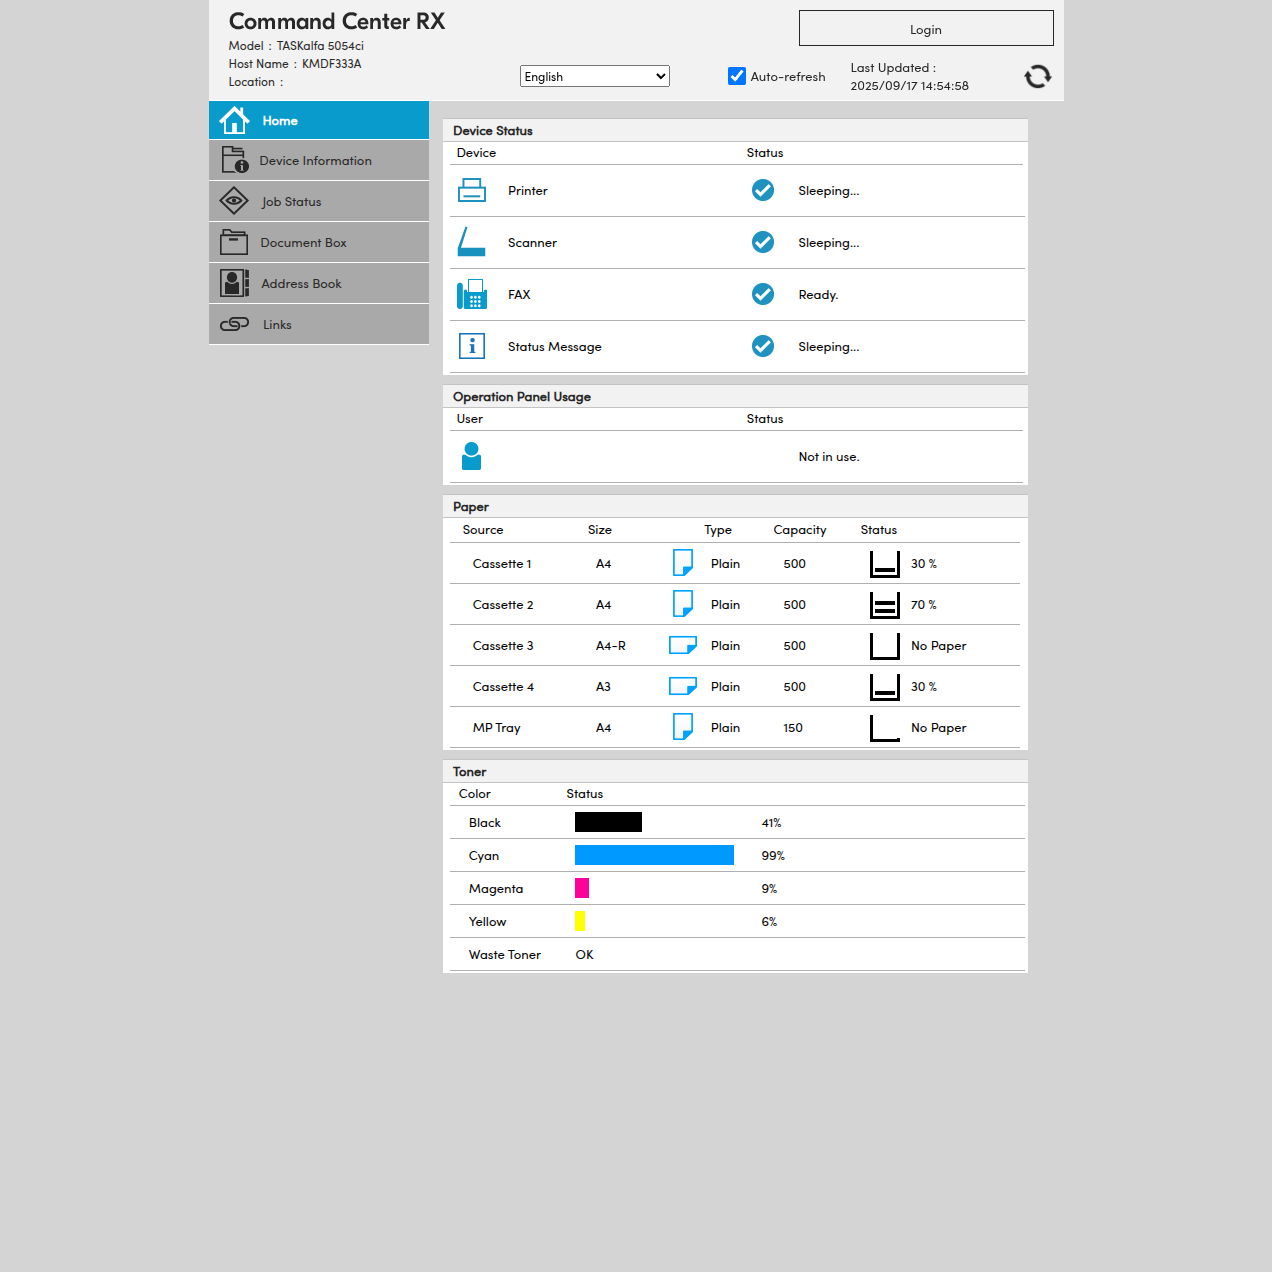 Command Center RX
Model : TASKalfa 5054ci
Host Name : KMDF333A
Location :
English
Auto-refresh
Login
Last Updated :
2025/09/17 14:54:58
Home
Device Information
Job Status
Document Box
Address Book
Links
Device Status
Device Status
Printer Sleeping...
Scanner Sleeping...
FAX Ready.
Status Message Sleeping...
Operation Panel Usage
User Status
Not in use.
Paper
Source Size Type Capacity Status
Cassette 1 A4 Plain 500 30 %
Cassette 2 A4 Plain 500 70 %
Cassette 3 A4-R Plain 500 No Paper
Cassette 4 A3 Plain 500 30 %
MP Tray A4 Plain 150 No Paper
Toner
Color Status
Black 41%
Cyan 99%
Magenta 9%
Yellow 6%
Waste Toner OK